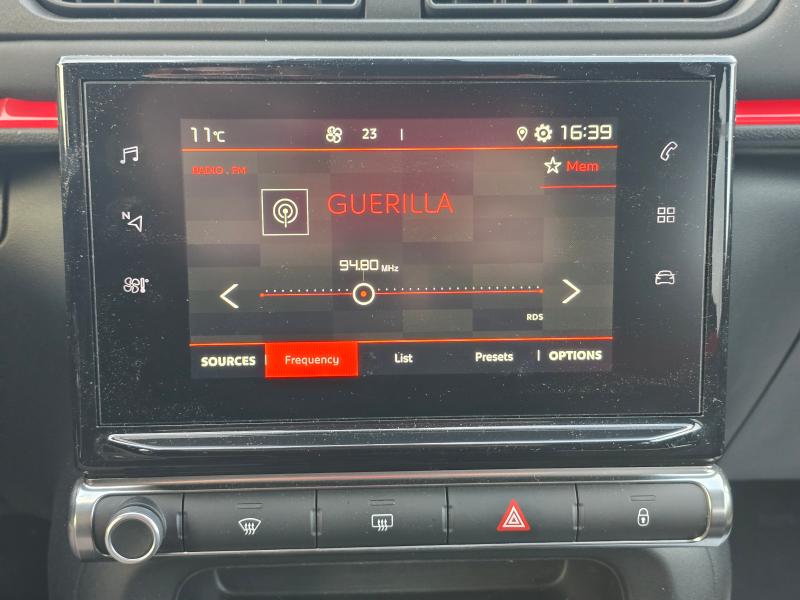 11°C 23 16:39
RADIO . FM Mem
GUERILLA
94.80 MHz
N
RDS
SOURCES Frequency List Presets OPTIONS